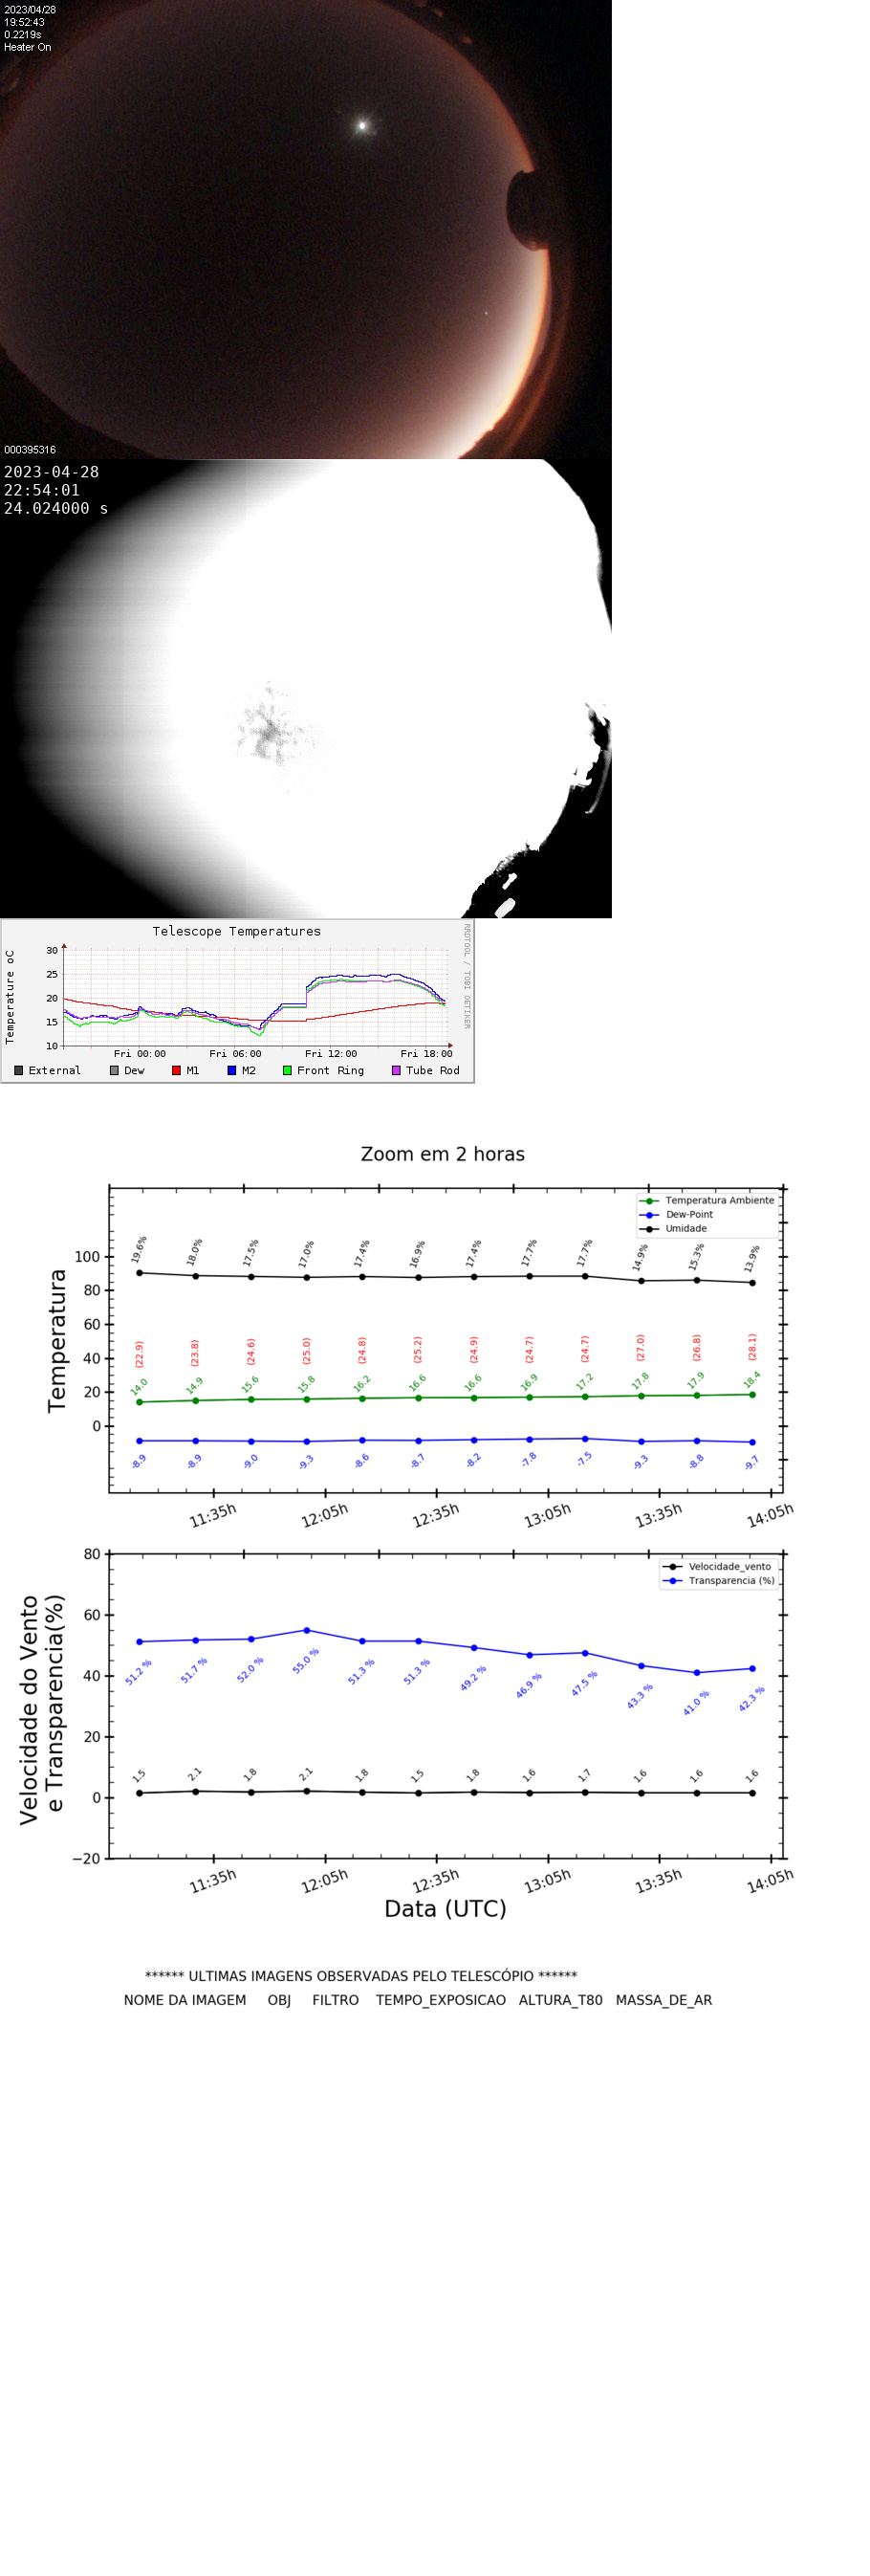 2023/04/28
19:52:43
0.2219s
Heater On
000395316
2023-04-28
22:54:01
24.024000 s
Telescope Temperatures
RRDTOOL / TOBI OETIKER
Temperature oC
30
25
20
15
10
Fri 00:00 Fri 06:00 Fri 12:00 Fri 18:00
External Dew M1 M2 Front Ring Tube Rod
Zoom em 2 horas
Temperatura Ambiente
Dew-Point
Umidade
Temperatura
100
80
60
40
20
0
19.6% 18.0% 17.5% 17.0% 17.4% 16.9% 17.4% 17.7% 17.7% 14.9% 15.3% 13.9%
(22.9) (23.8) (24.6) (25.0) (24.8) (25.2) (24.9) (24.7) (24.7) (27.0) (26.8) (28.1)
14.0 14.9 15.6 15.8 16.2 16.6 16.6 16.9 17.2 17.8 17.9 18.4
-8.9 -8.9 -9.0 -9.3 -8.6 -8.7 -8.2 -7.8 -7.5 -9.3 -8.8 -9.7
11:35h 12:05h 12:35h 13:05h 13:35h 14:05h
Velocidade_vento
Transparencia (%)
Velocidade do Vento
e Transparencia(%)
80
60
40
20
0
−20
51.2 % 51.7 % 52.0 % 55.0 % 51.3 % 51.3 % 49.2 % 46.9 % 47.5 % 43.3 % 41.0 % 42.3 %
1.5 2.1 1.8 2.1 1.8 1.5 1.8 1.6 1.7 1.6 1.6 1.6
11:35h 12:05h 12:35h 13:05h 13:35h 14:05h
Data (UTC)
****** ULTIMAS IMAGENS OBSERVADAS PELO TELESCÓPIO ******
NOME DA IMAGEM OBJ FILTRO TEMPO_EXPOSICAO ALTURA_T80 MASSA_DE_AR